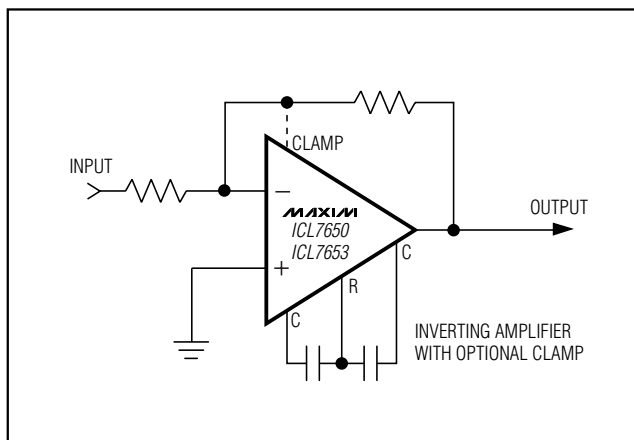 CLAMP
INPUT
−
MAXIM
ICL7650
ICL7653
OUTPUT
+
C
R
C
INVERTING AMPLIFIER
WITH OPTIONAL CLAMP